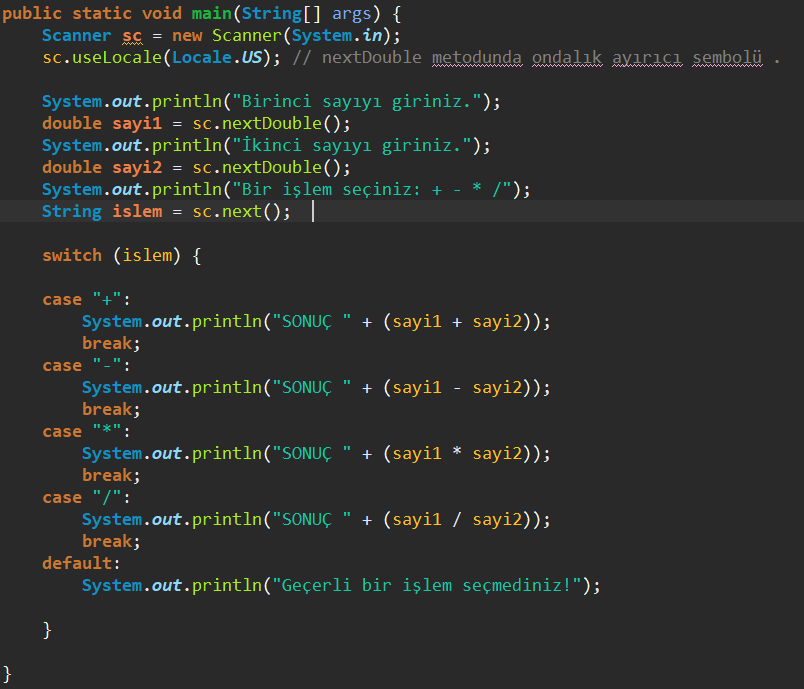 public static void main(String[] args) {
    Scanner sc = new Scanner(System.in);
    sc.useLocale(Locale.US); // nextDouble metodunda ondalık ayırıcı sembolü .
    System.out.println("Birinci sayıyı giriniz.");
    double sayi1 = sc.nextDouble();
    System.out.println("İkinci sayıyı giriniz.");
    double sayi2 = sc.nextDouble();
    System.out.println("Bir işlem seçiniz: + - * /");
    String islem = sc.next();
    switch (islem) {
    case "+":
        System.out.println("SONUÇ " + (sayi1 + sayi2));
        break;
    case "-":
        System.out.println("SONUÇ " + (sayi1 - sayi2));
        break;
    case "*":
        System.out.println("SONUÇ " + (sayi1 * sayi2));
        break;
    case "/":
        System.out.println("SONUÇ " + (sayi1 / sayi2));
        break;
    default:
        System.out.println("Geçerli bir işlem seçmediniz!");
    }
}